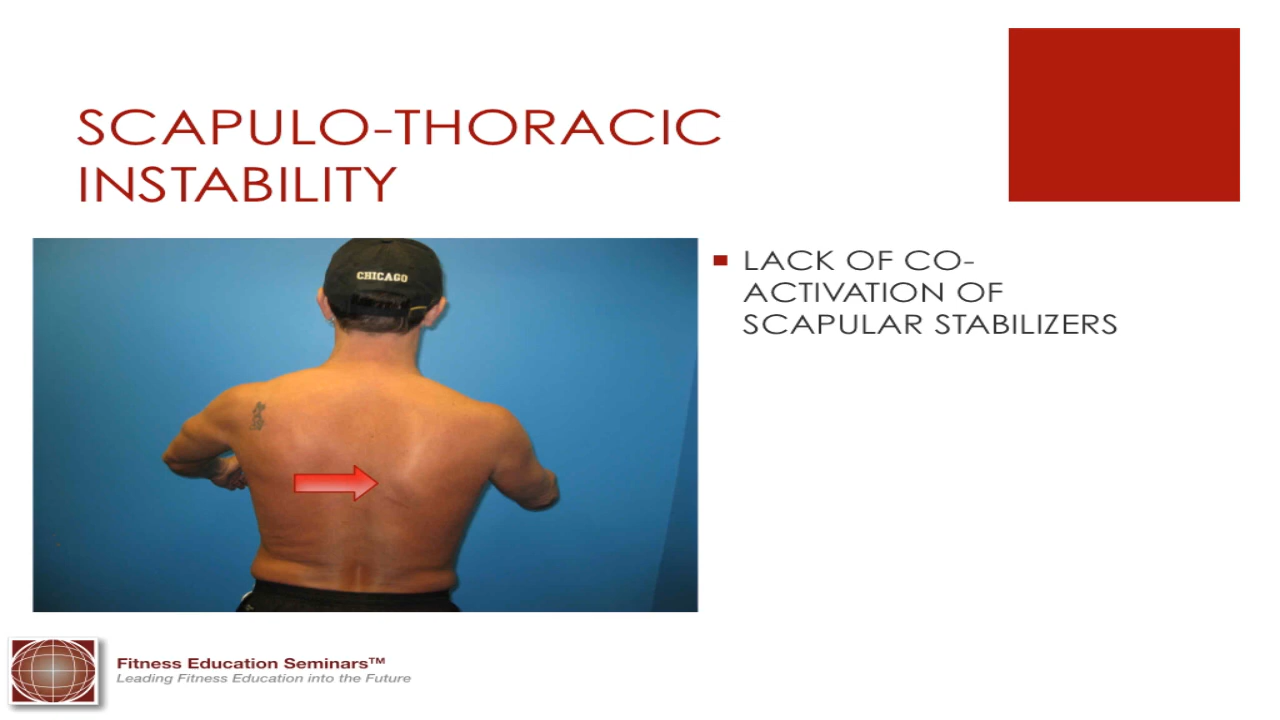 SCAPULO-THORACIC
INSTABILITY
CHICAGO
LACK OF CO-
ACTIVATION OF
SCAPULAR STABILIZERS
Fitness Education Seminars™
Leading Fitness Education into the Future